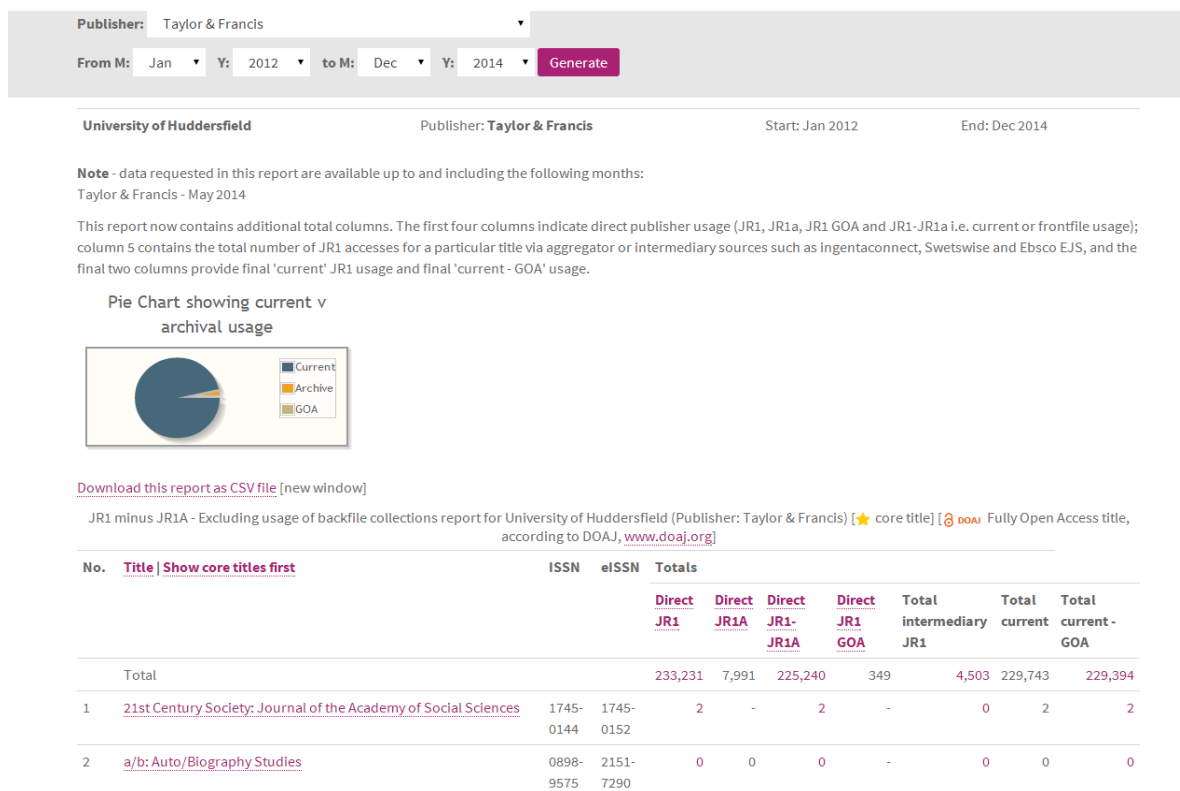 Publisher: Taylor & Francis
From M: Jan Y: 2012 to M: Dec Y: 2014 Generate
University of Huddersfield Publisher: Taylor & Francis Start: Jan 2012 End: Dec 2014
Note - data requested in this report are available up to and including the following months:
Taylor & Francis - May 2014
This report now contains additional total columns. The first four columns indicate direct publisher usage (JR1, JR1a, JR1 GOA and JR1-JR1a i.e. current or frontfile usage);
column 5 contains the total number of JR1 accesses for a particular title via aggregator or intermediary sources such as ingentaconnect, Swetswise and Ebsco EJS, and the
final two columns provide final 'current' JR1 usage and final 'current - GOA' usage.
Pie Chart showing current v
archival usage
Current
Archive
GOA
Download this report as CSV file [new window]
JR1 minus JR1A - Excluding usage of backfile collections report for University of Huddersfield (Publisher: Taylor & Francis) [ core title] [ DOAJ Fully Open Access title,
according to DOAJ, www.doaj.org]
No. Title | Show core titles first ISSN eISSN Totals
Direct Direct Direct Direct Total Total Total
JR1 JR1A JR1- JR1 intermediary current current -
JR1A GOA JR1 GOA
Total 233,231 7,991 225,240 349 4,503 229,743 229,394
1 21st Century Society: Journal of the Academy of Social Sciences 1745- 1745- 2 - 2 - 0 2 2
0144 0152
2 a/b: Auto/Biography Studies 0898- 2151- 0 0 0 - 0 0 0
9575 7290